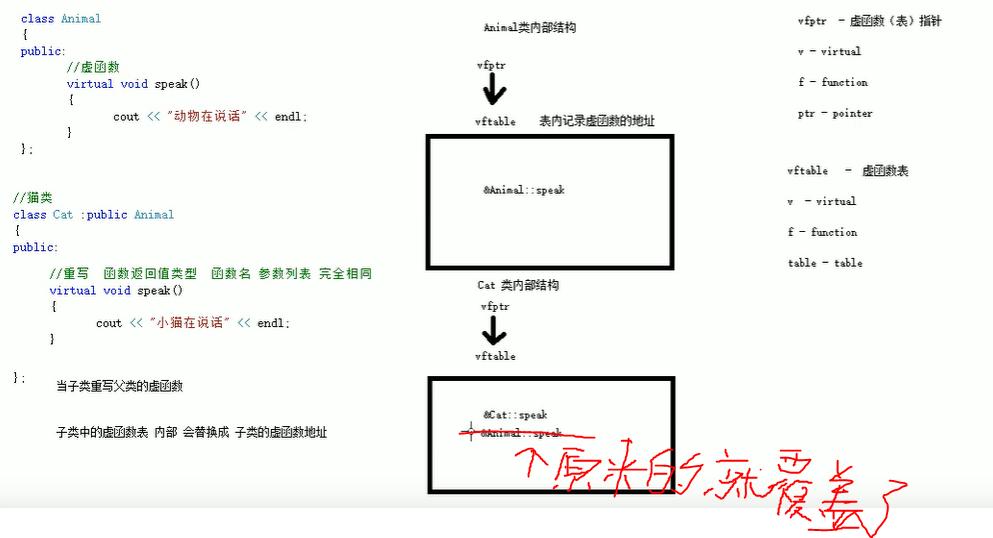 class Animal
{
public:
//虚函数
virtual void speak()
{
cout << "动物在说话" << endl;
}
};
//猫类
class Cat :public Animal
{
public:
//重写 函数返回值类型 函数名 参数列表 完全相同
virtual void speak()
{
cout << "小猫在说话" << endl;
}
};
当子类重写父类的虚函数
子类中的虚函数表 内部 会替换成 子类的虚函数地址
Animal类内部结构
vfptr
vftable 表内记录虚函数的地址
&Animal::speak
Cat 类内部结构
vfptr
vftable
&Cat::speak
&Animal::speak
个原来的就覆盖了
vfptr - 虚函数（表）指针
v - virtual
f - function
ptr - pointer
vftable - 虚函数表
v - virtual
f - function
table - table